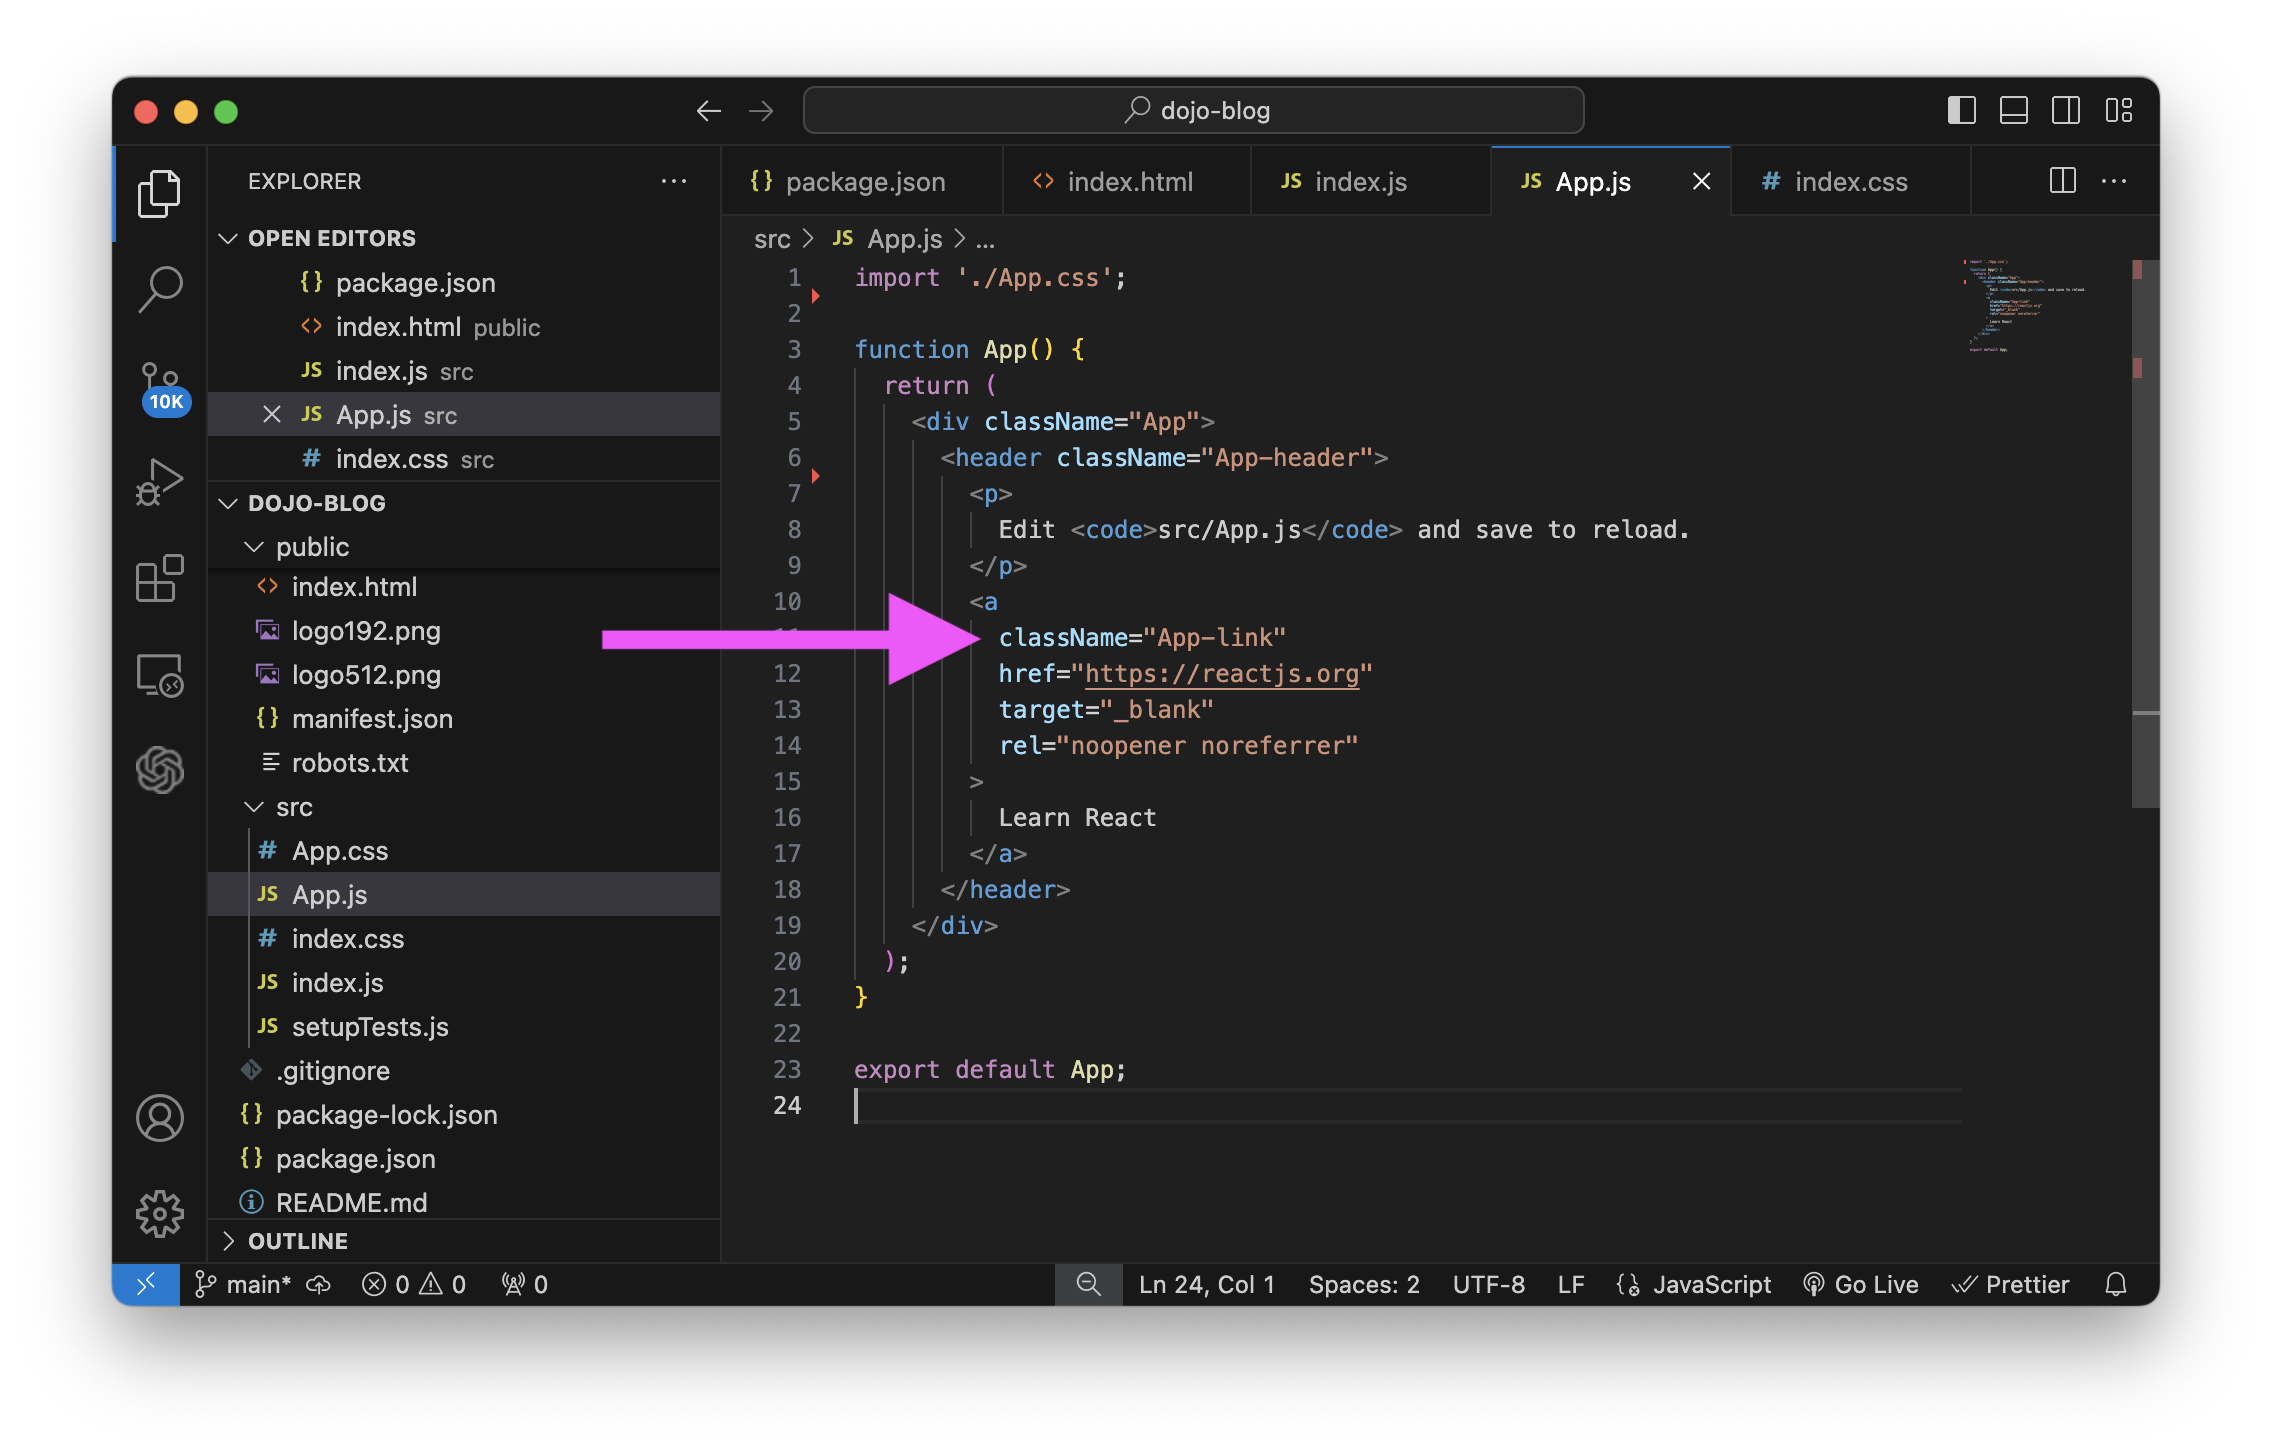 dojo-blog
EXPLORER
OPEN EDITORS
{} package.json
<> index.html public
JS index.js src
JS App.js src
# index.css src
DOJO-BLOG
public
<> index.html
logo192.png
logo512.png
{} manifest.json
robots.txt
src
# App.css
JS App.js
# index.css
JS index.js
JS setupTests.js
.gitignore
{} package-lock.json
{} package.json
README.md
OUTLINE
10K
{} package.json <> index.html JS index.js JS App.js # index.css
src > JS App.js > ...
1 import './App.css';
2
3 function App() {
4 return (
5 <div className="App">
6 <header className="App-header">
7 <p>
8 Edit <code>src/App.js</code> and save to reload.
9 </p>
10 <a
className="App-link"
12 href="https://reactjs.org"
13 target="_blank"
14 rel="noopener noreferrer"
15 >
16 Learn React
17 </a>
18 </header>
19 </div>
20 );
21 }
22
23 export default App;
24
main* 0 0 0 Ln 24, Col 1 Spaces: 2 UTF-8 LF JavaScript Go Live Prettier